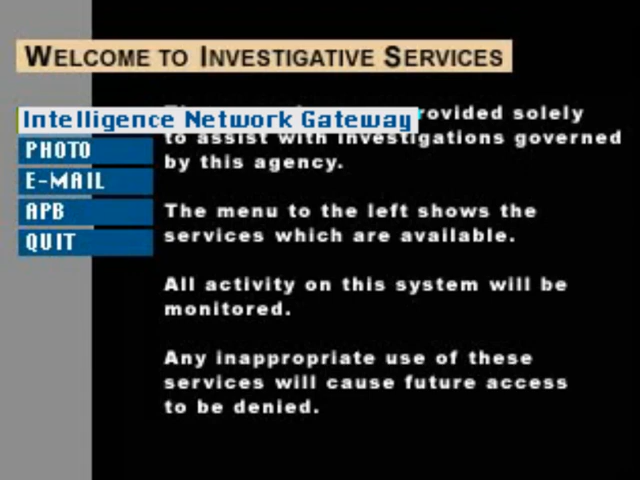 WELCOME TO INVESTIGATIVE SERVICES
Intelligence Network Gateway
solely
to assist with investigations governed
by this agency.
PHOTO
E-MAIL
APB
QUIT
The menu to the left shows the
services which are available.
All activity on this system will be
monitored.
Any inappropriate use of these
services will cause future access
to be denied.